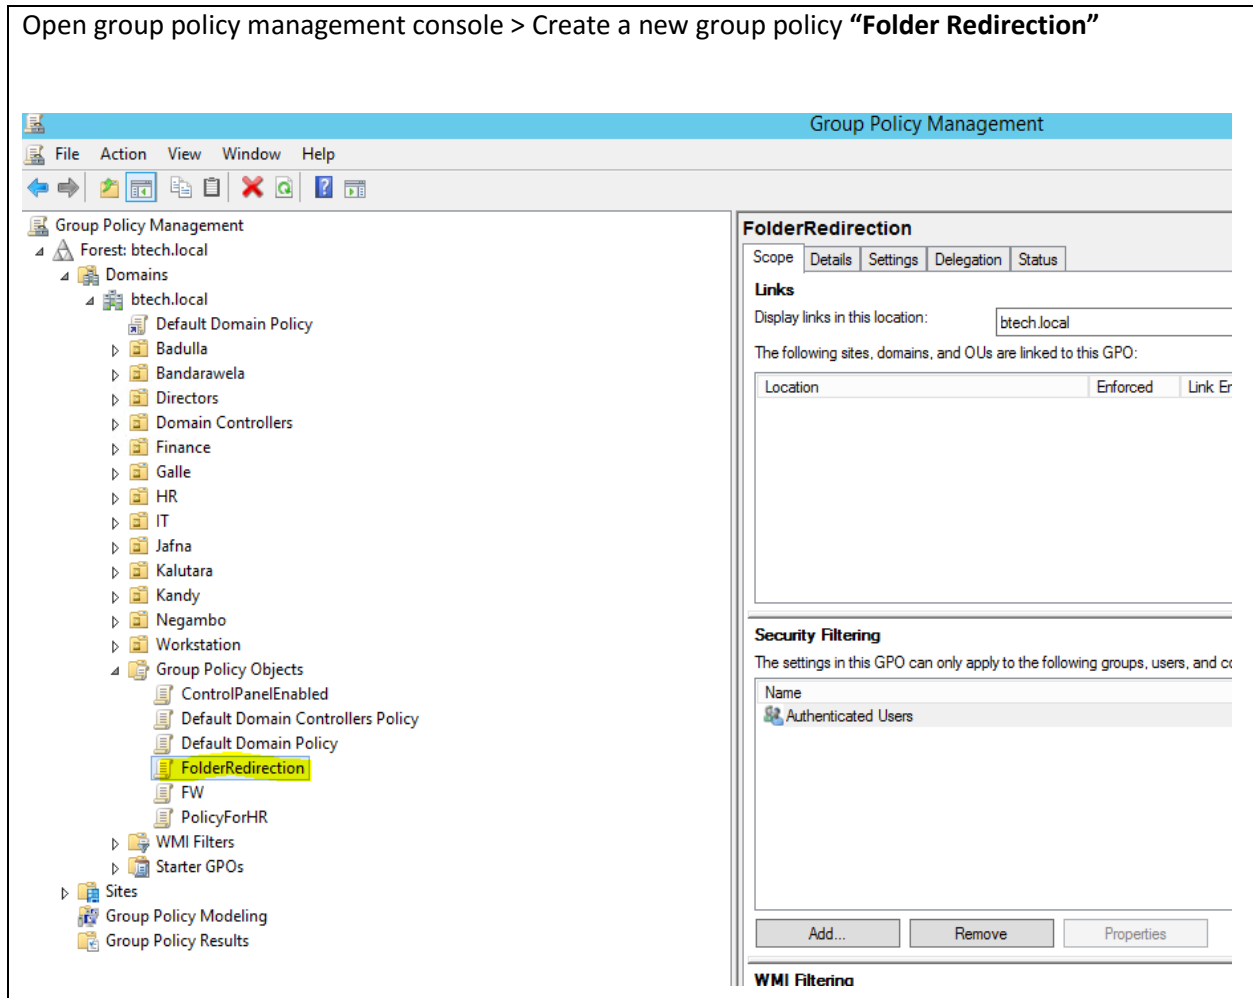 Open group policy management console > Create a new group policy “Folder Redirection”
Group Policy Management
File Action View Window Help
Group Policy Management
Forest: btech.local
Domains
btech.local
Default Domain Policy
Badulla
Bandarawela
Directors
Domain Controllers
Finance
Galle
HR
IT
Jafna
Kalutara
Kandy
Negambo
Workstation
Group Policy Objects
ControlPanelEnabled
Default Domain Controllers Policy
Default Domain Policy
FolderRedirection
FW
PolicyForHR
WMI Filters
Starter GPOs
Sites
Group Policy Modeling
Group Policy Results
FolderRedirection
Scope Details Settings Delegation Status
Links
Display links in this location: btech.local
The following sites, domains, and OUs are linked to this GPO:
Location Enforced Link Er
Security Filtering
The settings in this GPO can only apply to the following groups, users, and co
Name
Authenticated Users
Add... Remove Properties
WMI Filtering